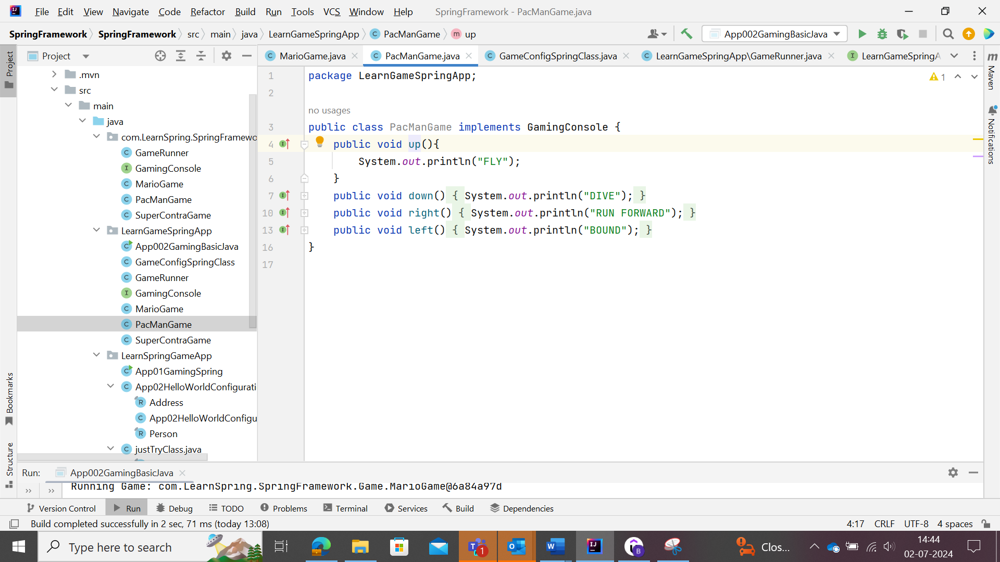 File Edit View Navigate Code Refactor Build Run Tools VCS Window Help SpringFramework - PacManGame.java
SpringFramework SpringFramework src main java LearnGameSpringApp PacManGame up App002GamingBasicJava
Project
Project
MarioGame.java PacManGame.java GameConfigSpringClass.java LearnGameSpringApp\GameRunner.java LearnGameSpringA
Maven
Notifications
.mvn
src
main
java
com.LearnSpring.SpringFramewo
GameRunner
GamingConsole
MarioGame
PacManGame
SuperContraGame
LearnGameSpringApp
App002GamingBasicJava
GameConfigSpringClass
GameRunner
GamingConsole
MarioGame
PacManGame
SuperContraGame
LearnSpringGameApp
App01GamingSpring
App02HelloWorldConfigurati
Address
App02HelloWorldConfigu
Person
justTryClass.java
Bookmarks
Structure
1 package LearnGameSpringApp; 1
2
no usages
3 public class PacManGame implements GamingConsole {
4 public void up(){
5 System.out.println("FLY");
6 }
7 public void down() { System.out.println("DIVE"); }
10 public void right() { System.out.println("RUN FORWARD"); }
13 public void left() { System.out.println("BOUND"); }
16 }
17
Run: App002GamingBasicJava
Running Game: com.LearnSpring.SpringFramework.Game.MarioGame@6a84a97d
Version Control Run Debug TODO Problems Terminal Services Build Dependencies
Build completed successfully in 2 sec, 71 ms (today 13:08) 4:17 CRLF UTF-8 4 spaces
Type here to search 1 Clos... 14:44
02-07-2024